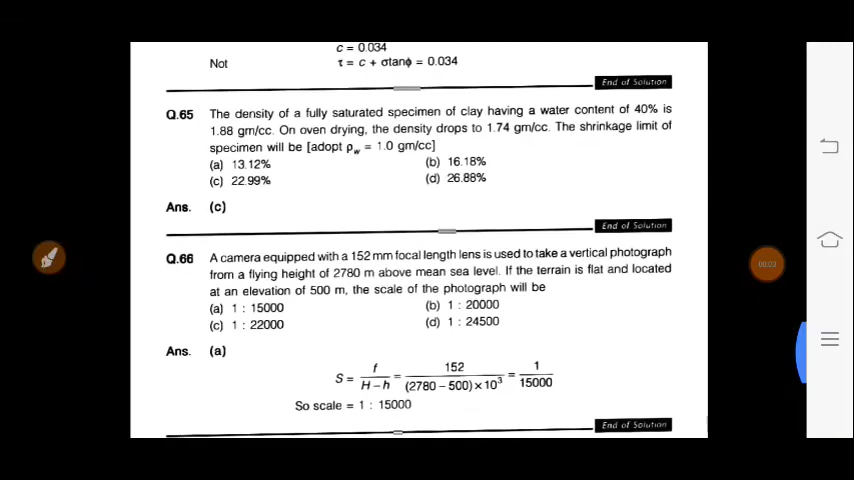 c = 0.034
Not τ = c + σtanϕ = 0.034
End of Solution
Q.65 The density of a fully saturated specimen of clay having a water content of 40% is
1.88 gm/cc. On oven drying, the density drops to 1.74 gm/cc. The shrinkage limit of
specimen will be [adopt ρw = 1.0 gm/cc]
(a) 13.12% (b) 16.18%
(c) 22.99% (d) 26.88%
Ans. (c)
End of Solution
Q.66 A camera equipped with a 152 mm focal length lens is used to take a vertical photograph
from a flying height of 2780 m above mean sea level. If the terrain is flat and located
at an elevation of 500 m, the scale of the photograph will be
(a) 1 : 15000 (b) 1 : 20000
(c) 1 : 22000 (d) 1 : 24500
Ans. (a)
S = f / (H – h) = 152 / ((2780 – 500) × 10³) = 1 / 15000
So scale = 1 : 15000
End of Solution
00:03